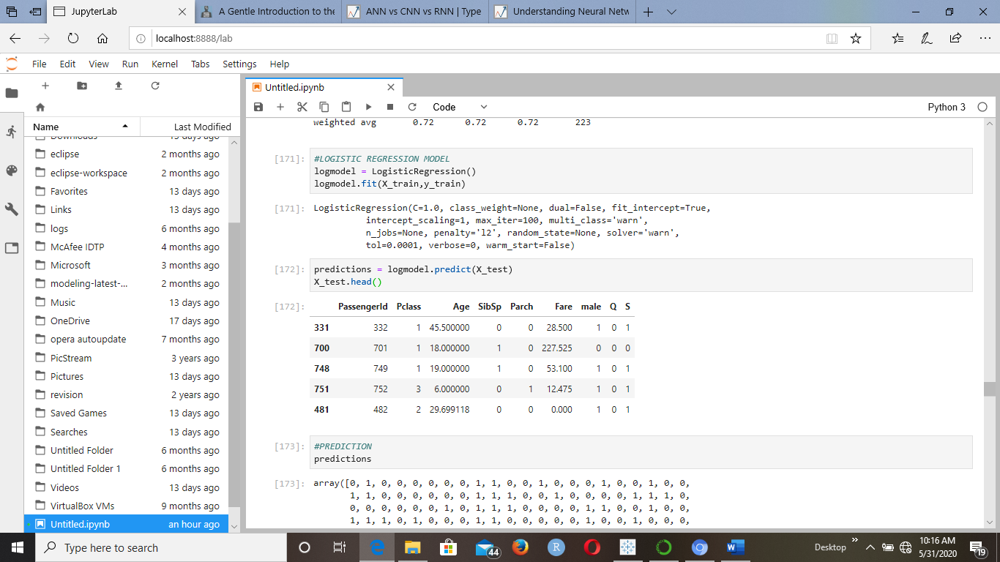 JupyterLab
A Gentle Introduction to the
ANN vs CNN vs RNN | Type
Understanding Neural Netw
localhost:8888/lab
File Edit View Run Kernel Tabs Settings Help
Name Last Modified
Downloads 13 days ago
eclipse 2 months ago
eclipse-workspace 2 months ago
Favorites 13 days ago
Links 13 days ago
logs 6 months ago
McAfee IDTP 4 months ago
Microsoft 3 months ago
modeling-latest-... 2 months ago
Music 13 days ago
OneDrive 17 days ago
opera autoupdate 7 months ago
PicStream 3 years ago
Pictures 13 days ago
revision 2 years ago
Saved Games 13 days ago
Searches 13 days ago
Untitled Folder 6 months ago
Untitled Folder 1 6 months ago
Videos 13 days ago
VirtualBox VMs 9 months ago
Untitled.ipynb an hour ago
Untitled.ipynb
Code Python 3
weighted avg 0.72 0.72 0.72 223
[171]: #LOGISTIC REGRESSION MODEL
logmodel = LogisticRegression()
logmodel.fit(X_train,y_train)
[171]: LogisticRegression(C=1.0, class_weight=None, dual=False, fit_intercept=True,
intercept_scaling=1, max_iter=100, multi_class='warn',
n_jobs=None, penalty='l2', random_state=None, solver='warn',
tol=0.0001, verbose=0, warm_start=False)
[172]: predictions = logmodel.predict(X_test)
X_test.head()
[172]: PassengerId Pclass Age SibSp Parch Fare male Q S
331 332 1 45.500000 0 0 28.500 1 0 1
700 701 1 18.000000 1 0 227.525 0 0 0
748 749 1 19.000000 1 0 53.100 1 0 1
751 752 3 6.000000 0 1 12.475 1 0 1
481 482 2 29.699118 0 0 0.000 1 0 1
[173]: #PREDICTION
predictions
[173]: array([0, 1, 0, 0, 0, 0, 0, 0, 1, 1, 0, 0, 1, 0, 0, 0, 1, 0, 0, 1, 0, 0,
1, 1, 0, 0, 0, 0, 0, 0, 1, 1, 1, 0, 0, 1, 0, 0, 0, 0, 1, 1, 1, 0,
0, 0, 0, 0, 0, 0, 1, 0, 1, 1, 1, 0, 0, 0, 0, 1, 1, 0, 0, 1, 0, 0,
1, 1, 1, 0, 1, 0, 0, 0, 1, 1, 0, 0, 0, 0, 0, 1, 0, 0, 1, 0, 0, 0,
Type here to search
44
R
W
Desktop
10:16 AM
5/31/2020
19